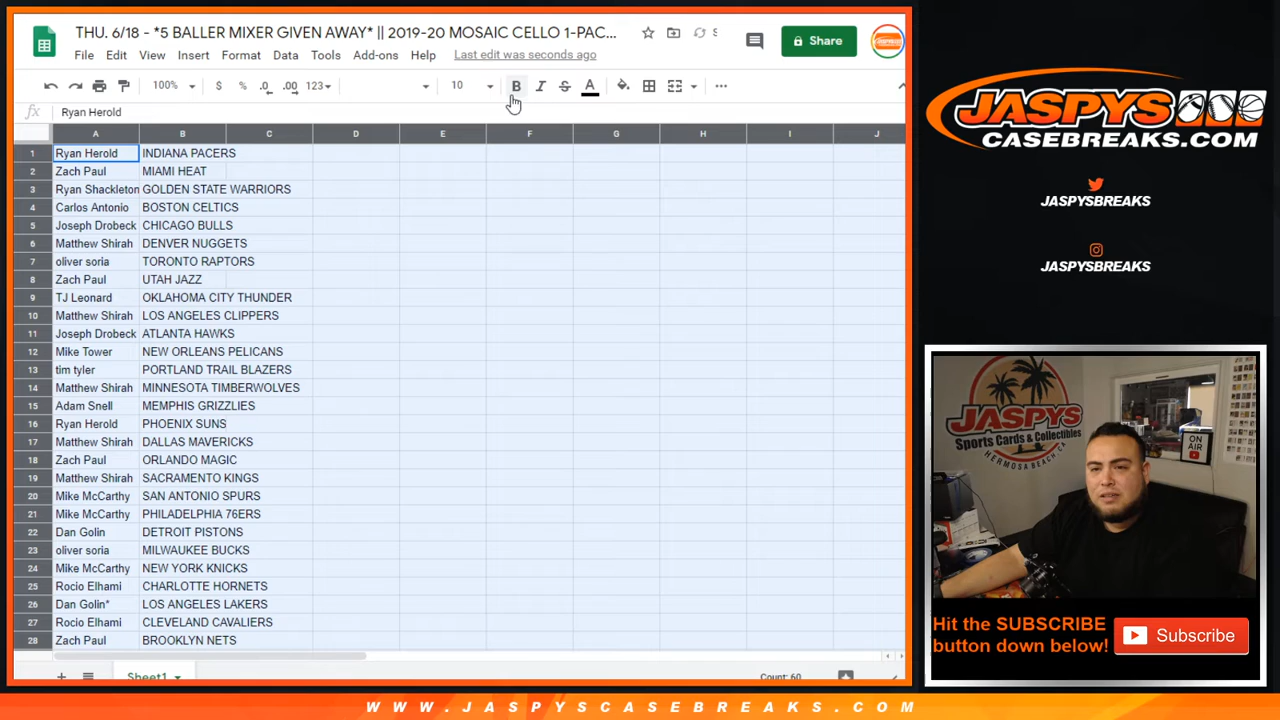 THU. 6/18 - *5 BALLER MIXER GIVEN AWAY* || 2019-20 MOSAIC CELLO 1-PAC...
File Edit View Insert Format Data Tools Add-ons Help Last edit was seconds ago
Share
100% $ % .0 .00 123 10 B I S A
fx Ryan Herold
A B C D E F G H I J
1 Ryan Herold INDIANA PACERS
2 Zach Paul MIAMI HEAT
3 Ryan Shackleton GOLDEN STATE WARRIORS
4 Carlos Antonio BOSTON CELTICS
5 Joseph Drobeck CHICAGO BULLS
6 Matthew Shirah DENVER NUGGETS
7 oliver soria TORONTO RAPTORS
8 Zach Paul UTAH JAZZ
9 TJ Leonard OKLAHOMA CITY THUNDER
10 Matthew Shirah LOS ANGELES CLIPPERS
11 Joseph Drobeck ATLANTA HAWKS
12 Mike Tower NEW ORLEANS PELICANS
13 tim tyler PORTLAND TRAIL BLAZERS
14 Matthew Shirah MINNESOTA TIMBERWOLVES
15 Adam Snell MEMPHIS GRIZZLIES
16 Ryan Herold PHOENIX SUNS
17 Matthew Shirah DALLAS MAVERICKS
18 Zach Paul ORLANDO MAGIC
19 Matthew Shirah SACRAMENTO KINGS
20 Mike McCarthy SAN ANTONIO SPURS
21 Mike McCarthy PHILADELPHIA 76ERS
22 Dan Golin DETROIT PISTONS
23 oliver soria MILWAUKEE BUCKS
24 Mike McCarthy NEW YORK KNICKS
25 Rocio Elhami CHARLOTTE HORNETS
26 Dan Golin* LOS ANGELES LAKERS
27 Rocio Elhami CLEVELAND CAVALIERS
28 Zach Paul BROOKLYN NETS
Sheet1
Count: 60
JASPYS
CASEBREAKS.COM
JASPYSBREAKS
JASPYSBREAKS
JASPYS
Sports Cards & Collectibles
HERMOSA BEACH, CA
ON AIR
Hit the SUBSCRIBE
button down below!
Subscribe
WWW.JASPYSCASEBREAKS.COM